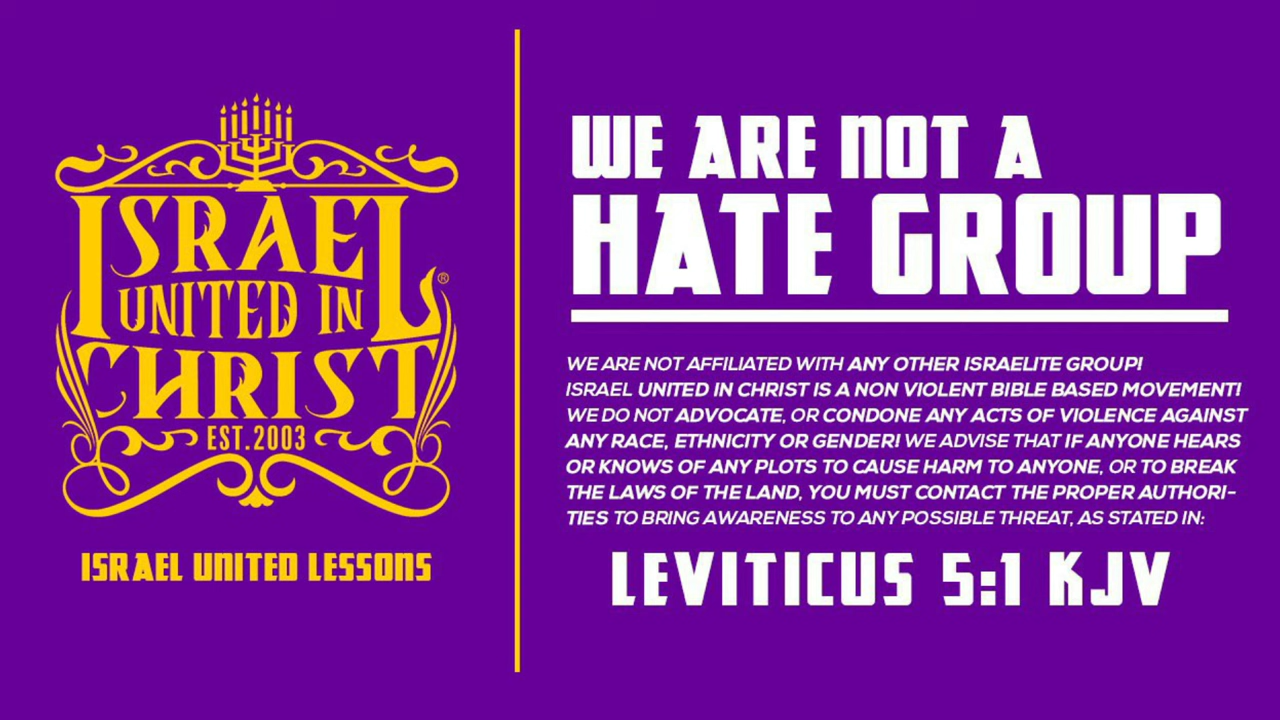 ISRAEL
UNITED IN
CHRIST
EST.2003
®
ISRAEL UNITED LESSONS
WE ARE NOT A
HATE GROUP
WE ARE NOT AFFILIATED WITH ANY OTHER ISRAELITE GROUP!
ISRAEL UNITED IN CHRIST IS A NON VIOLENT BIBLE BASED MOVEMENT!
WE DO NOT ADVOCATE, OR CONDONE ANY ACTS OF VIOLENCE AGAINST
ANY RACE, ETHNICITY OR GENDER! WE ADVISE THAT IF ANYONE HEARS
OR KNOWS OF ANY PLOTS TO CAUSE HARM TO ANYONE, OR TO BREAK
THE LAWS OF THE LAND, YOU MUST CONTACT THE PROPER AUTHORI-
TIES TO BRING AWARENESS TO ANY POSSIBLE THREAT, AS STATED IN:
LEVITICUS 5:1 KJV